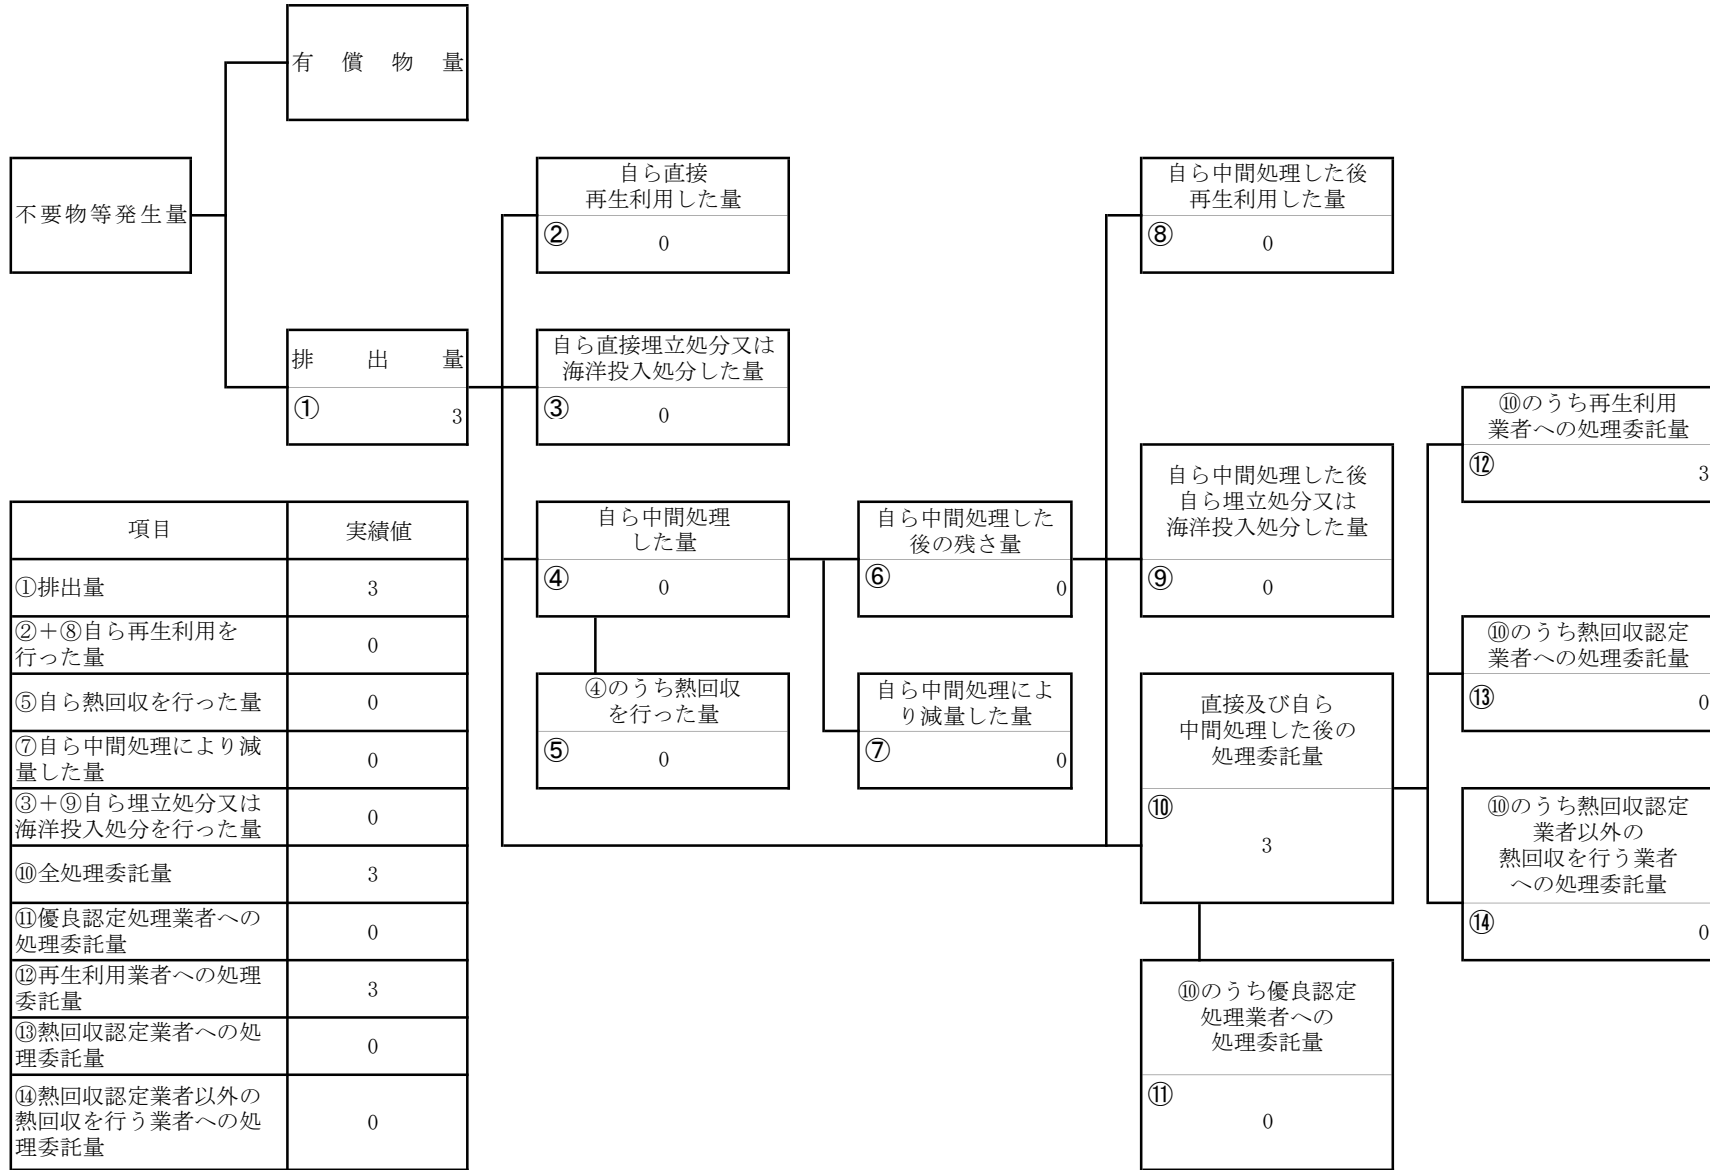 有償物量
不要物等発生量
自ら直接
再生利用した量
② 0
自ら中間処理した後
再生利用した量
⑧ 0
排出量
① 3
自ら直接埋立処分又は
海洋投入処分した量
③ 0
⑩のうち再生利用
業者への処理委託量
⑫ 3
自ら中間処理
した量
④ 0
自ら中間処理した
後の残さ量
⑥ 0
自ら中間処理した後
自ら埋立処分又は
海洋投入処分した量
⑨ 0
⑩のうち熱回収認定
業者への処理委託量
⑬ 0
④のうち熱回収
を行った量
⑤ 0
自ら中間処理によ
り減量した量
⑦ 0
直接及び自ら
中間処理した後の
処理委託量
⑩
3
⑩のうち熱回収認定
業者以外の
熱回収を行う業者
への処理委託量
⑭ 0
⑩のうち優良認定
処理業者への
処理委託量
⑪
0
項目 実績値
①排出量 3
②+⑧自ら再生利用を
行った量 0
⑤自ら熱回収を行った量 0
⑦自ら中間処理により減
量した量 0
③+⑨自ら埋立処分又は
海洋投入処分を行った量 0
⑩全処理委託量 3
⑪優良認定処理業者への
処理委託量 0
⑫再生利用業者への処理
委託量 3
⑬熱回収認定業者への処
理委託量 0
⑭熱回収認定業者以外の
熱回収を行う業者への処 0
理委託量